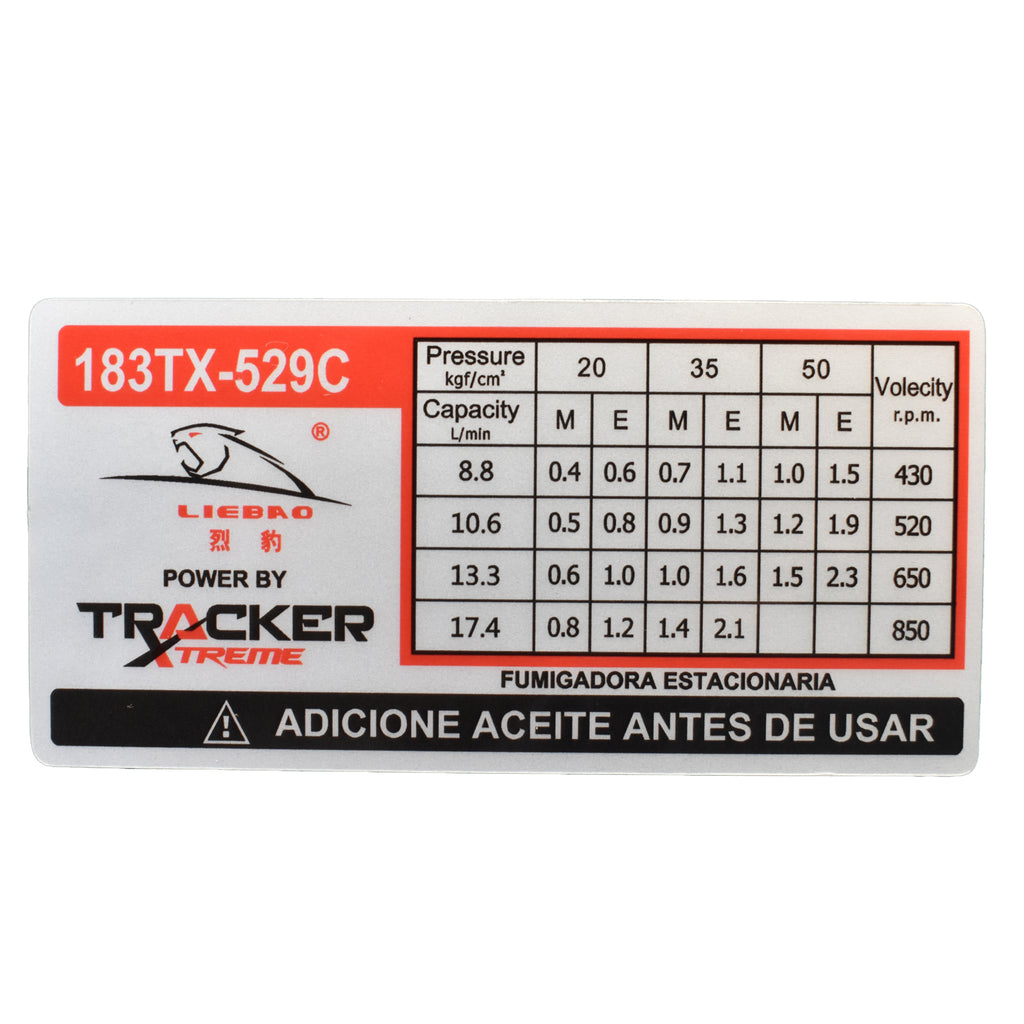 183TX-529C
®
LIEBAO
烈豹
POWER BY
TRACKER
XTREME
Pressure kgf/cm² 20 35 50 Volecity r.p.m.
Capacity L/min M E M E M E
8.8 0.4 0.6 0.7 1.1 1.0 1.5 430
10.6 0.5 0.8 0.9 1.3 1.2 1.9 520
13.3 0.6 1.0 1.0 1.6 1.5 2.3 650
17.4 0.8 1.2 1.4 2.1 850
FUMIGADORA ESTACIONARIA
ADICIONE ACEITE ANTES DE USAR